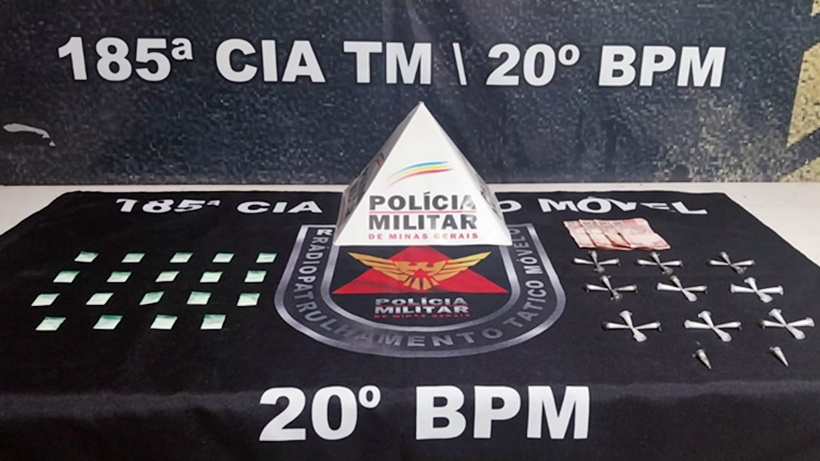 185ª CIA TM \ 20º BPM
POLÍCIA
MILITAR
DE MINAS GERAIS
185ª CIA O MÓVEL
RÁDIOPATRULHAMENTO TÁTICO MÓVEL
POLÍCIA
MILITAR
DE MINAS GERAIS
20º BPM